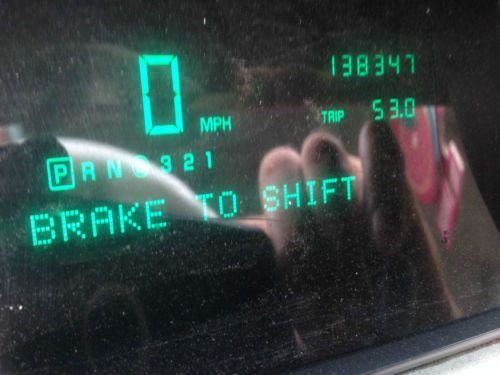 138347
0 MPH
TRIP 53.0
P R N D 3 2 1
BRAKE TO SHIFT